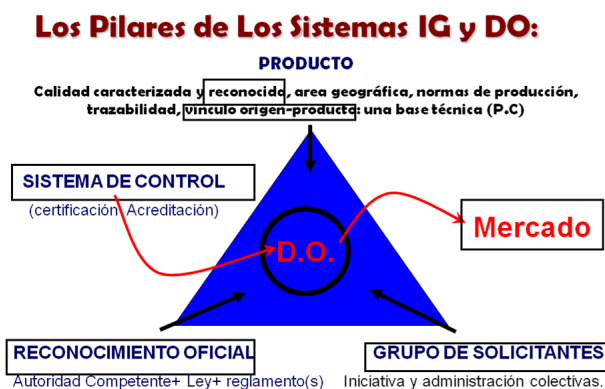 Los Pilares de Los Sistemas IG y DO:
PRODUCTO
Calidad caracterizada y reconocida, area geográfica, normas de producción,
trazabilidad, vinculo origen-producto: una base técnica (P.C)
SISTEMA DE CONTROL
(certificación Acreditación)
D.O.
Mercado
RECONOCIMIENTO OFICIAL
Autoridad Competente+ Ley+ reglamento(s)
GRUPO DE SOLICITANTES
Iniciativa y administración colectivas.